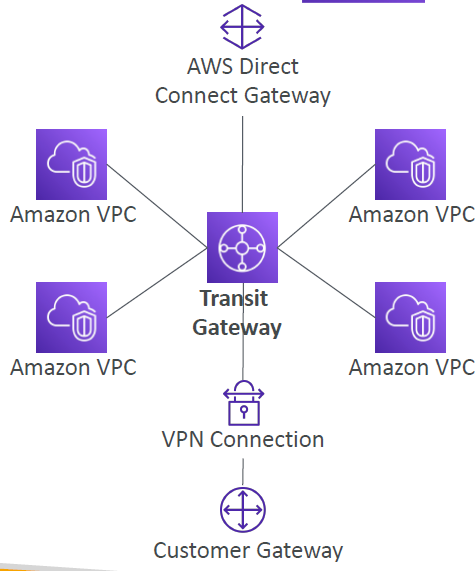 AWS Direct
Connect Gateway
Amazon VPC
Amazon VPC
Transit
Gateway
Amazon VPC
Amazon VPC
VPN Connection
Customer Gateway